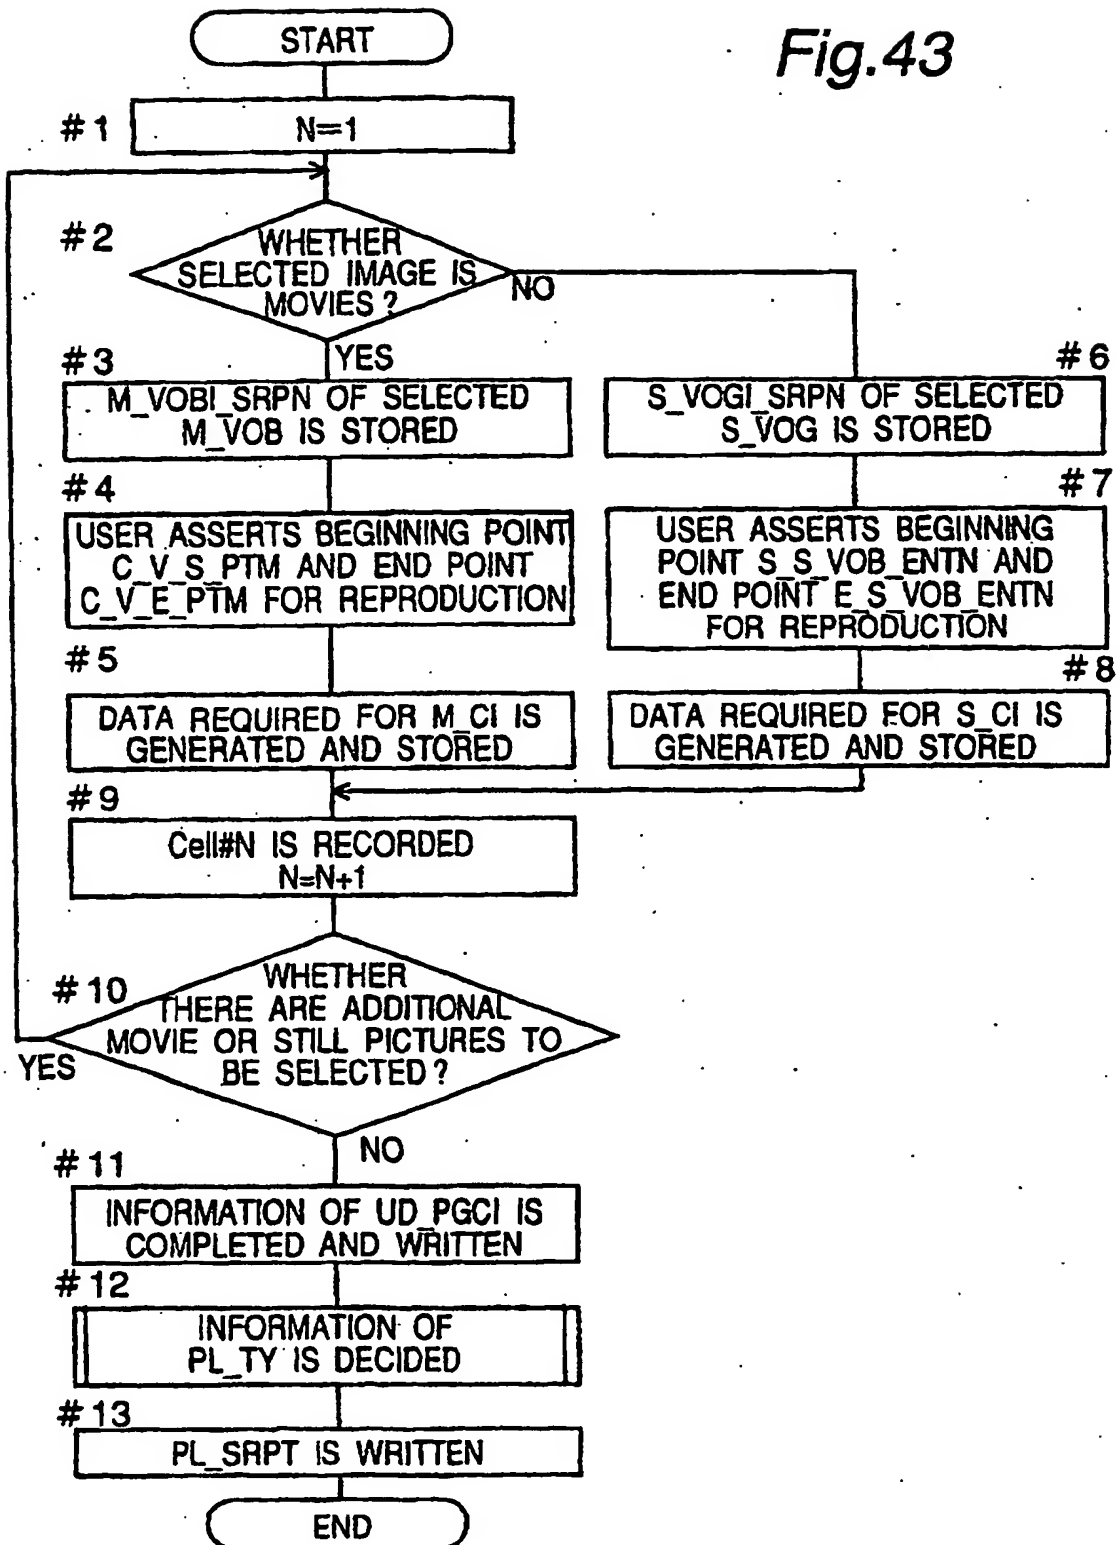 Fig.43
START
#1
N=1
#2
WHETHER
SELECTED IMAGE IS
MOVIES?
NO
YES
#3
M_VOBI_SRPN OF SELECTED
M_VOB IS STORED
#6
S_VOGI_SRPN OF SELECTED
S_VOG IS STORED
#4
USER ASSERTS BEGINNING POINT
C_V_S_PTM AND END POINT
C_V_E_PTM FOR REPRODUCTION
#7
USER ASSERTS BEGINNING
POINT S_S_VOB_ENTN AND
END POINT E_S_VOB_ENTN
FOR REPRODUCTION
#5
DATA REQUIRED FOR M_CI IS
GENERATED AND STORED
#8
DATA REQUIRED FOR S_CI IS
GENERATED AND STORED
#9
Cell#N IS RECORDED
N=N+1
#10
WHETHER
THERE ARE ADDITIONAL
MOVIE OR STILL PICTURES TO
BE SELECTED?
YES
NO
#11
INFORMATION OF UD_PGCI IS
COMPLETED AND WRITTEN
#12
INFORMATION OF
PL_TY IS DECIDED
#13
PL_SRPT IS WRITTEN
END